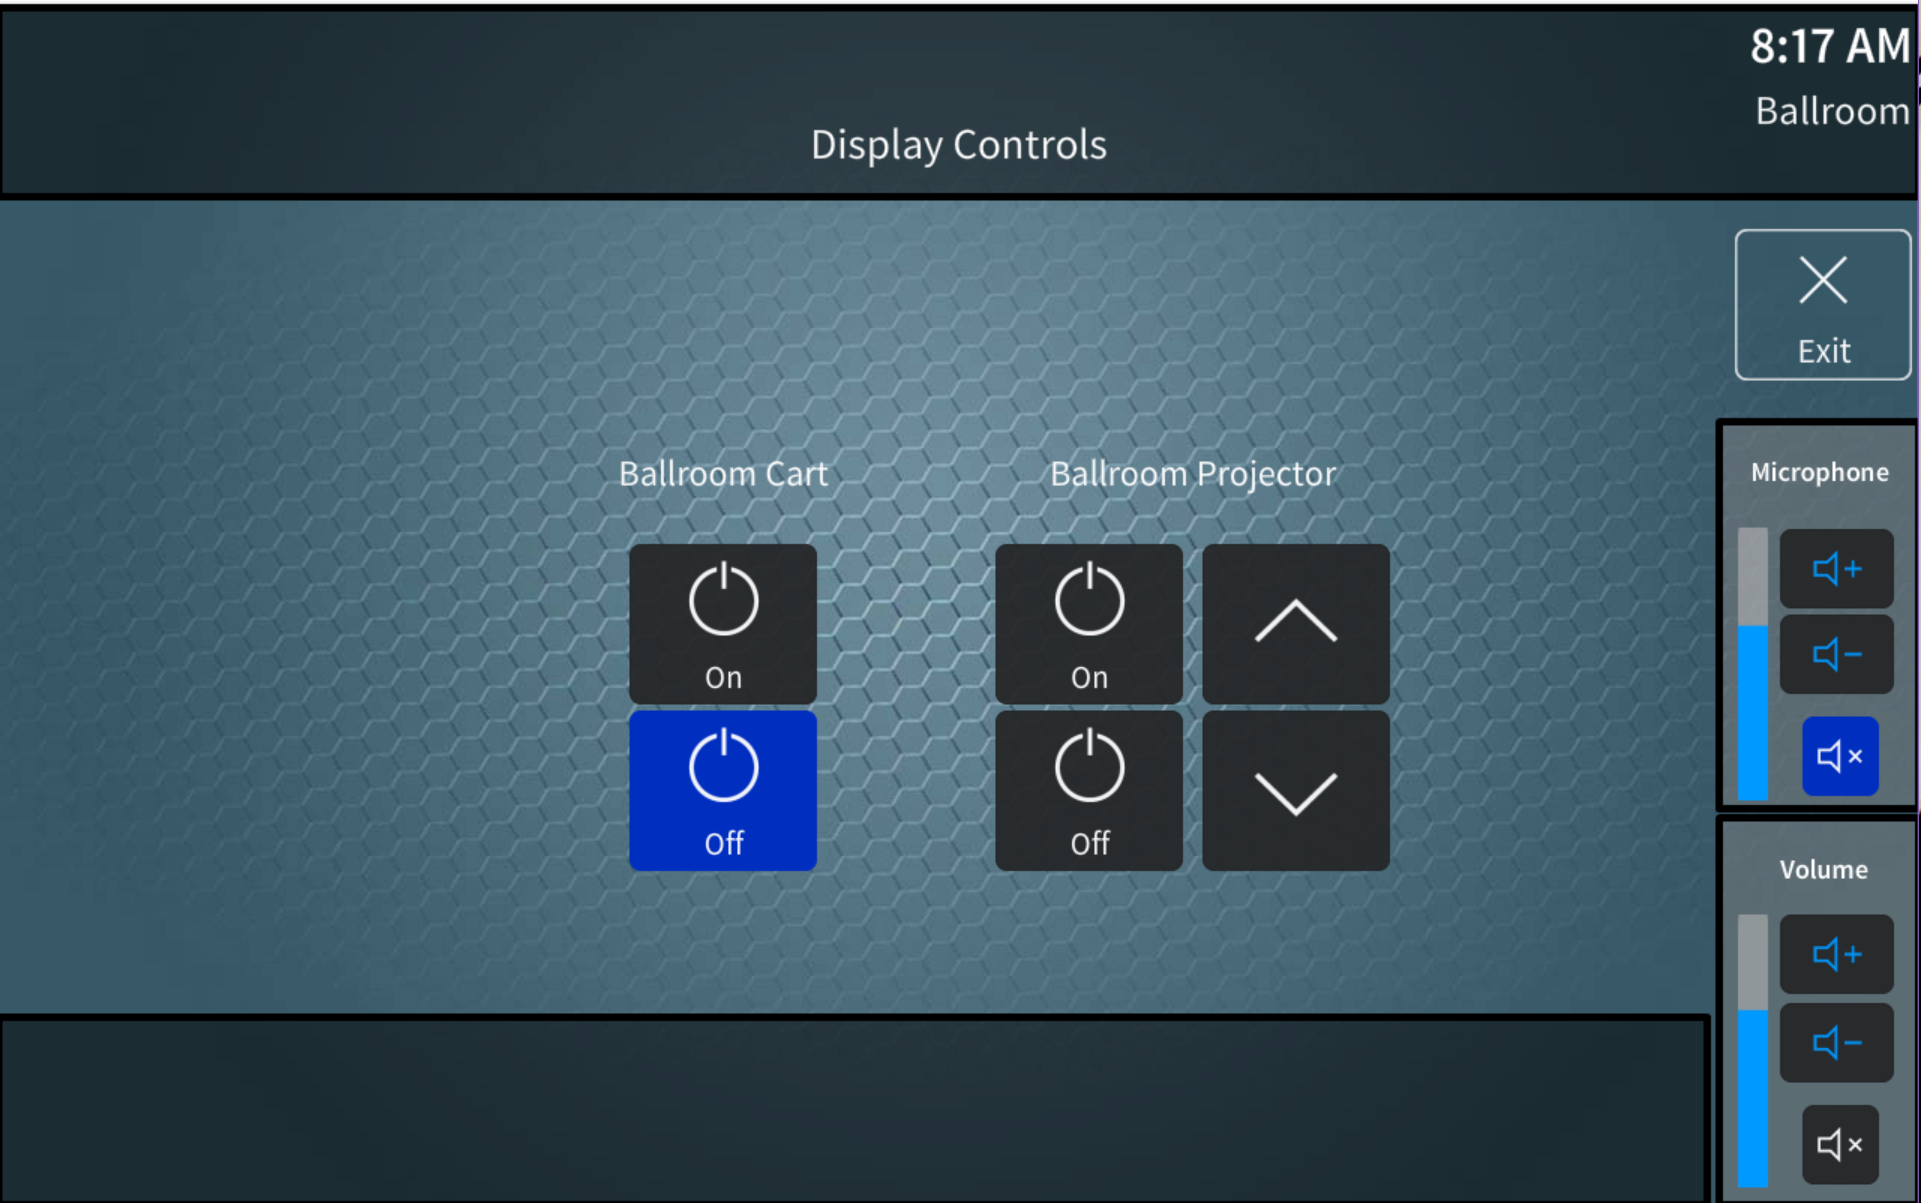 8:17 AM
Ballroom
Display Controls
Exit
Ballroom Cart
Ballroom Projector
Microphone
On
On
Off
Off
Volume